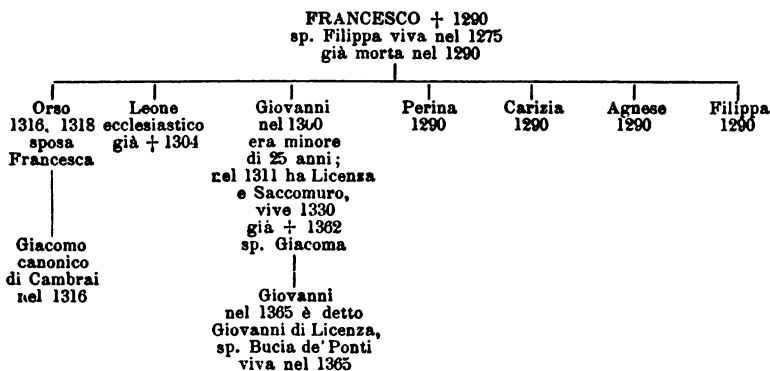 FRANCESCO ┼ 1290
sp. Filippa viva nel 1275
già morta nel 1290
Orso
1316, 1318
sposa
Francesca
Giacomo
canonico
di Cambrai
nel 1316
Leone
ecclesiastico
già ┼ 1304
Giovanni
nel 1300
era minore
di 25 anni;
nel 1311 ha Licenza
e Saccomuro,
vive 1330
già ┼ 1362
sp. Giacoma
Giovanni
nel 1365 è detto
Giovanni di Licenza,
sp. Bucia de' Ponti
viva nel 1365
Perina
1290
Carizia
1290
Agnese
1290
Filippa
1290